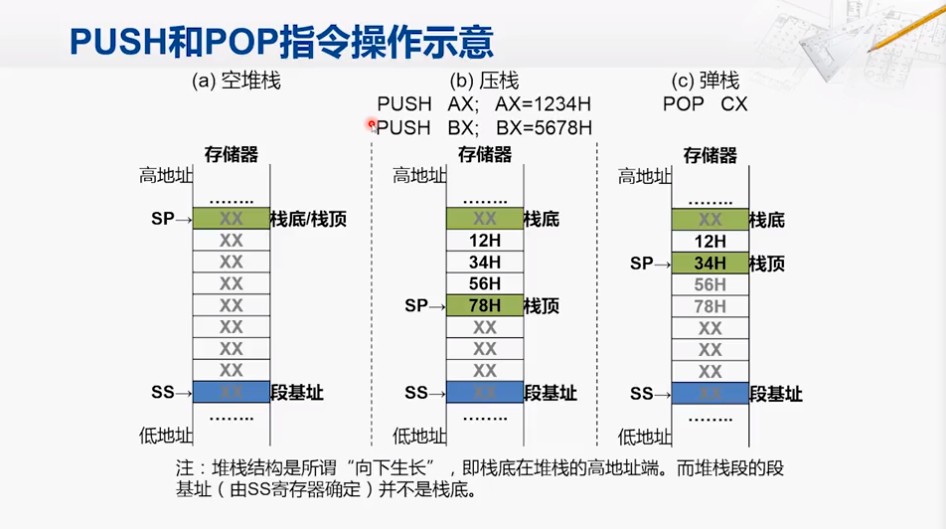 PUSH和POP指令操作示意
(a) 空堆栈
存储器
高地址
........
SP→ XX 栈底/栈顶
XX
XX
XX
XX
XX
XX
XX
SS→ XX 段基址
........
低地址
(b) 压栈
PUSH AX; AX=1234H
PUSH BX; BX=5678H
存储器
高地址
........
XX 栈底
12H
34H
56H
SP→ 78H 栈顶
XX
XX
XX
SS→ XX 段基址
........
低地址
(c) 弹栈
POP CX
存储器
高地址
........
XX 栈底
12H
SP→ 34H 栈顶
56H
78H
XX
XX
XX
SS→ XX 段基址
........
低地址
注：堆栈结构是所谓“向下生长”，即栈底在堆栈的高地址端。而堆栈段的段
基址（由SS寄存器确定）并不是栈底。